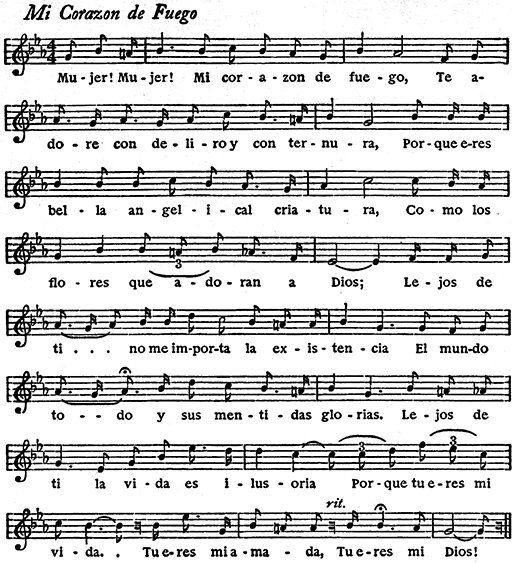 Mi Corazon de Fuego
4 4
Mu-jer! Mu-jer! Mi cor-a-zon de fue-go, Te a-
do-re con de-li-ro y con ter-nu-ra, Por-que e-res
bel-la an-gel-i-cal cria-tu-ra, Co-mo los
flo-res que a-do-ran a Dios; Le-jos de
3
ti... no me im-por-ta la ex-is-ten-cia El mun-do
to--do y sus men-ti-das glo-rias. Le-jos de
3 3
ti la vi-da es i-lus-oria Por-que tu e-res mi
rit.
vi-da.. Tu e-res mi a-ma-da, Tu e-res mi Dios!